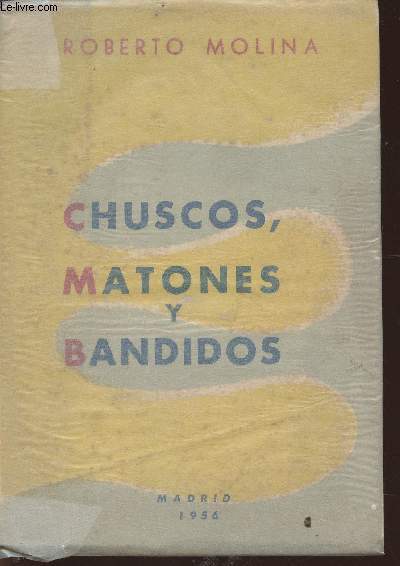 Le-livre.com
ROBERTO MOLINA
CHUSCOS,
MATONES
Y
BANDIDOS
MADRID
1956